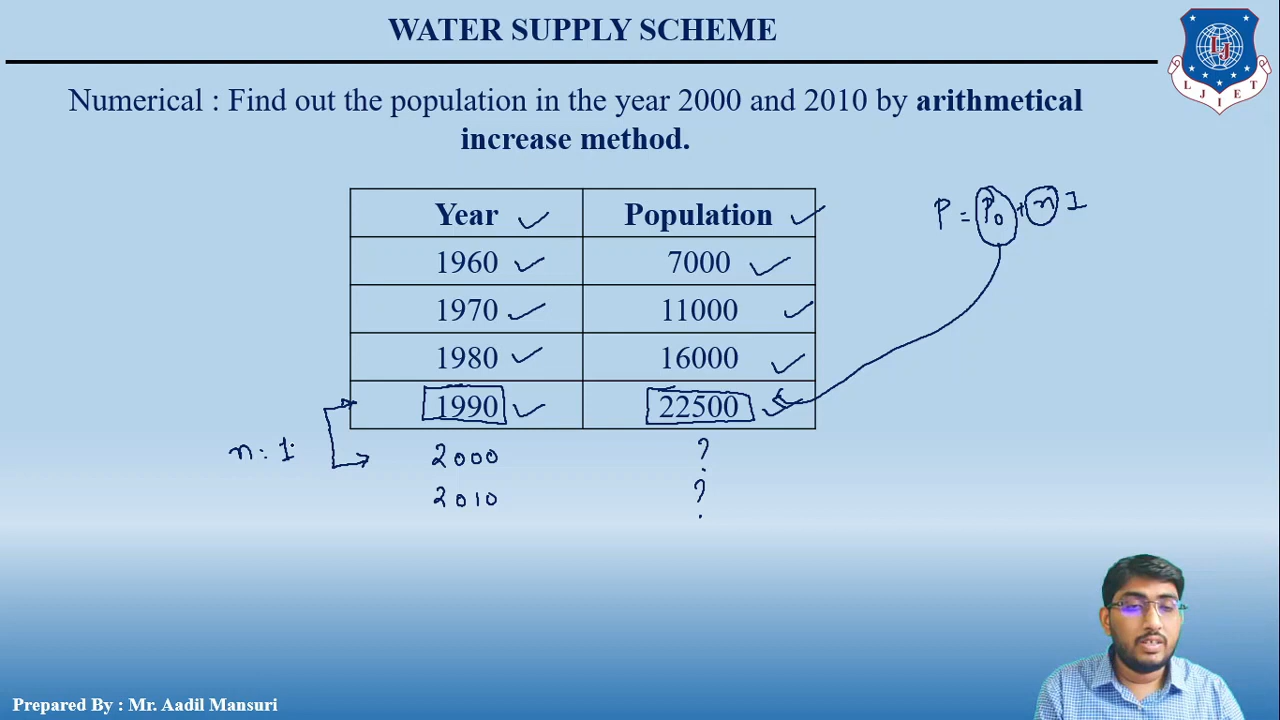 WATER SUPPLY SCHEME
LJIET
Numerical : Find out the population in the year 2000 and 2010 by arithmetical
increase method.
P = P₀ + n I
Year Population
1960 7000
1970 11000
1980 16000
1990 22500
n : 1
2000 ?
2010 ?
Prepared By : Mr. Aadil Mansuri